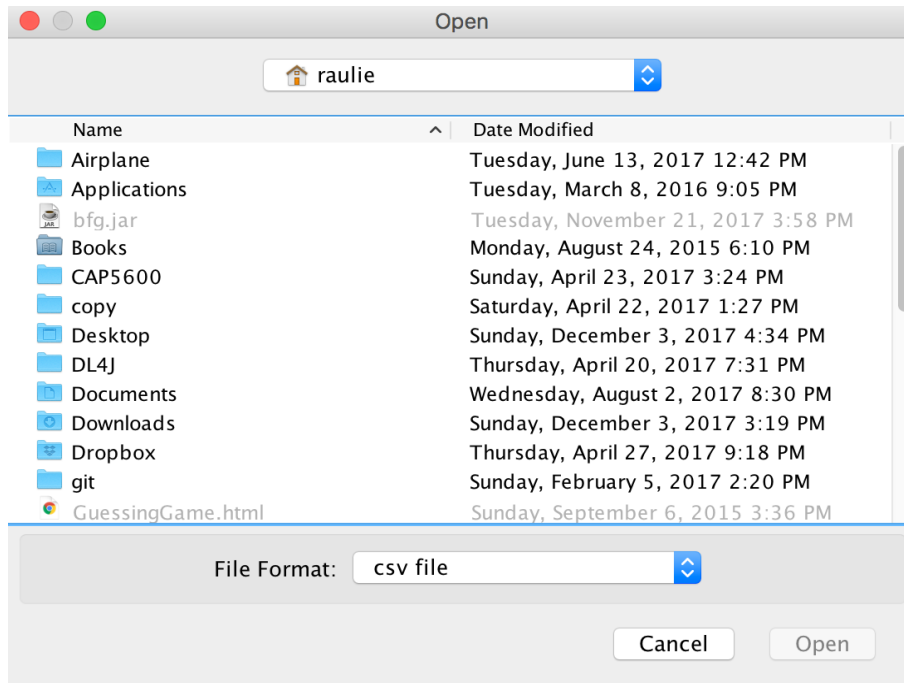 Open
raulie
Name Date Modified
Airplane Tuesday, June 13, 2017 12:42 PM
Applications Tuesday, March 8, 2016 9:05 PM
JAR bfg.jar Tuesday, November 21, 2017 3:58 PM
Books Monday, August 24, 2015 6:10 PM
CAP5600 Sunday, April 23, 2017 3:24 PM
copy Saturday, April 22, 2017 1:27 PM
Desktop Sunday, December 3, 2017 4:34 PM
DL4J Thursday, April 20, 2017 7:31 PM
Documents Wednesday, August 2, 2017 8:30 PM
Downloads Sunday, December 3, 2017 3:19 PM
Dropbox Thursday, April 27, 2017 9:18 PM
git Sunday, February 5, 2017 2:20 PM
GuessingGame.html Sunday, September 6, 2015 3:36 PM
File Format: csv file
Cancel Open